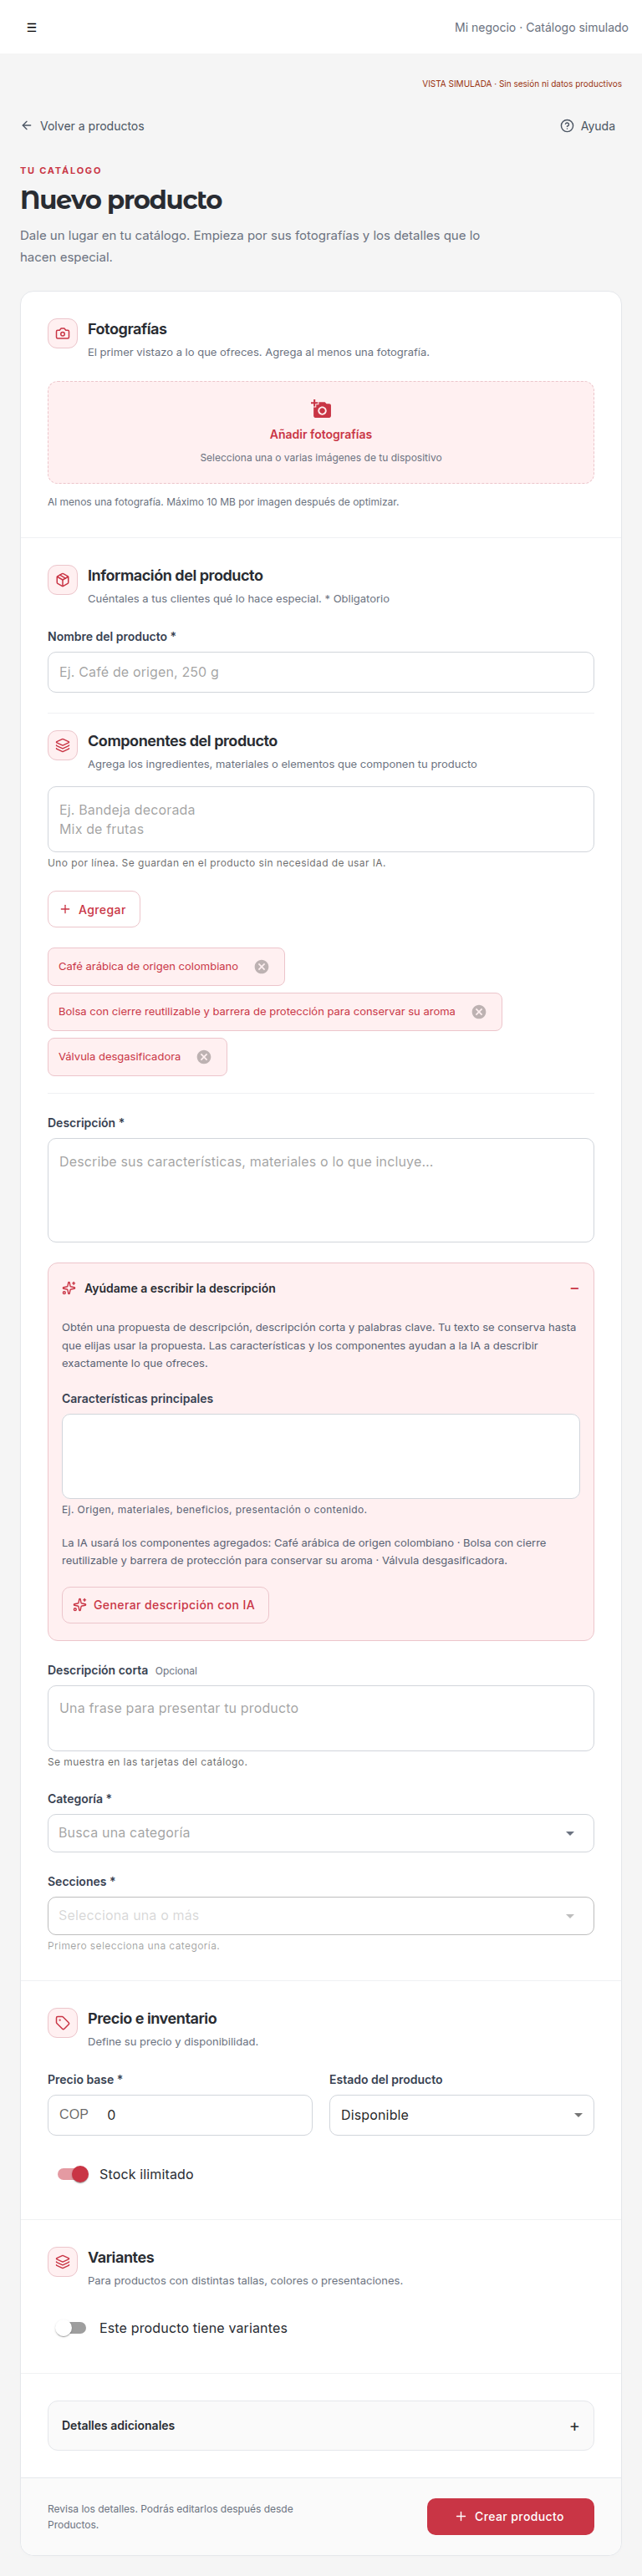 Mi negocio · Catálogo simulado
VISTA SIMULADA · Sin sesión ni datos productivos
Volver a productos
Ayuda
TU CATÁLOGO
Nuevo producto
Dale un lugar en tu catálogo. Empieza por sus fotografías y los detalles que lo
hacen especial.
Fotografías
El primer vistazo a lo que ofreces. Agrega al menos una fotografía.
Añadir fotografías
Selecciona una o varias imágenes de tu dispositivo
Al menos una fotografía. Máximo 10 MB por imagen después de optimizar.
Información del producto
Cuéntales a tus clientes qué lo hace especial. * Obligatorio
Nombre del producto *
Ej. Café de origen, 250 g
Componentes del producto
Agrega los ingredientes, materiales o elementos que componen tu producto
Ej. Bandeja decorada
Mix de frutas
Uno por línea. Se guardan en el producto sin necesidad de usar IA.
+ Agregar
Café arábica de origen colombiano
Bolsa con cierre reutilizable y barrera de protección para conservar su aroma
Válvula desgasificadora
Descripción *
Describe sus características, materiales o lo que incluye...
Ayúdame a escribir la descripción
Obtén una propuesta de descripción, descripción corta y palabras clave. Tu texto se conserva hasta
que elijas usar la propuesta. Las características y los componentes ayudan a la IA a describir
exactamente lo que ofreces.
Características principales
Ej. Origen, materiales, beneficios, presentación o contenido.
La IA usará los componentes agregados: Café arábica de origen colombiano · Bolsa con cierre
reutilizable y barrera de protección para conservar su aroma · Válvula desgasificadora.
Generar descripción con IA
Descripción corta Opcional
Una frase para presentar tu producto
Se muestra en las tarjetas del catálogo.
Categoría *
Busca una categoría
Secciones *
Selecciona una o más
Primero selecciona una categoría.
Precio e inventario
Define su precio y disponibilidad.
Precio base *
Estado del producto
COP 0
Disponible
Stock ilimitado
Variantes
Para productos con distintas tallas, colores o presentaciones.
Este producto tiene variantes
Detalles adicionales
Revisa los detalles. Podrás editarlos después desde
Productos.
+ Crear producto